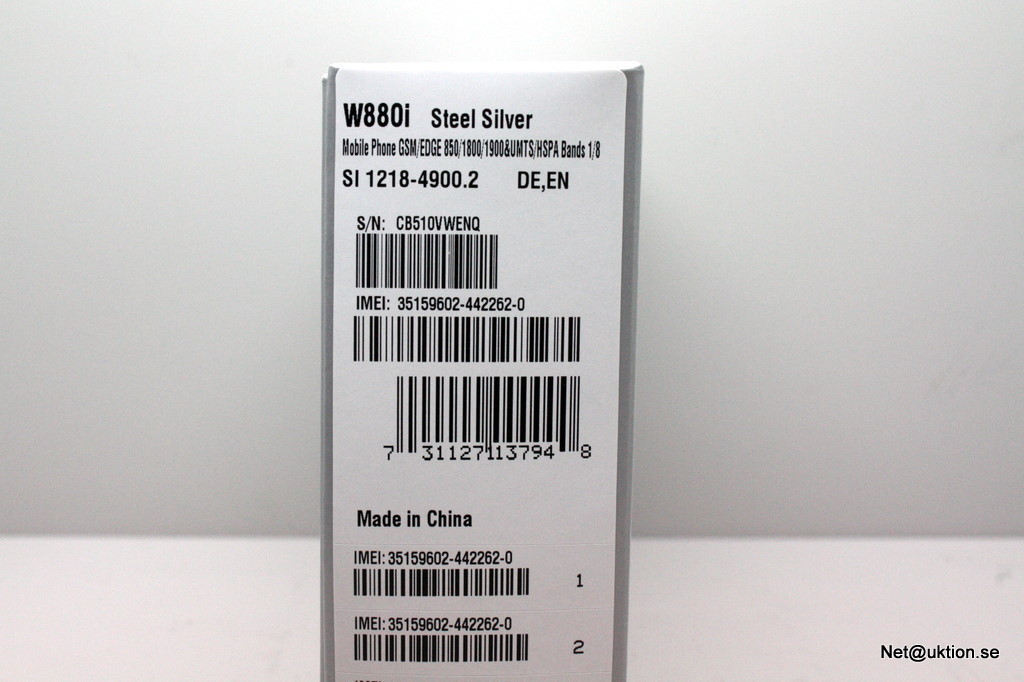 W880i Steel Silver
Mobile Phone GSM/EDGE 850/1800/1900&UMTS/HSPA Bands 1/8
SI 1218-4900.2 DE,EN
S/N: CB510VWENQ
IMEI: 35159602-442262-0
7 311271 137948
Made in China
IMEI: 35159602-442262-0
1
IMEI: 35159602-442262-0
2
Net@uktion.se